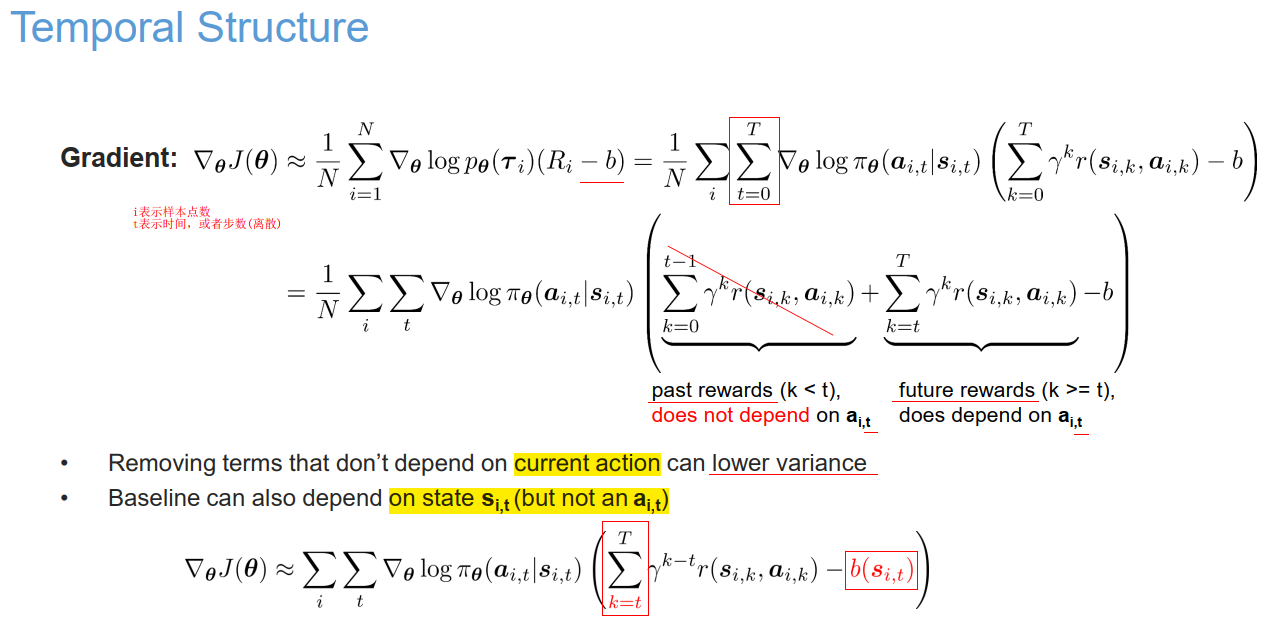 Temporal Structure
Gradient: $\nabla_{\boldsymbol{\theta}} J(\boldsymbol{\theta}) \approx \frac{1}{N} \sum_{i=1}^{N} \nabla_{\boldsymbol{\theta}} \log p_{\boldsymbol{\theta}}(\boldsymbol{\tau}_i)(R_i - b) = \frac{1}{N} \sum_{i} \sum_{t=0}^{T} \nabla_{\boldsymbol{\theta}} \log \pi_{\boldsymbol{\theta}}(\boldsymbol{a}_{i,t}|\boldsymbol{s}_{i,t}) \left( \sum_{k=0}^{T} \gamma^k r(\boldsymbol{s}_{i,k}, \boldsymbol{a}_{i,k}) - b \right)$
i表示样本点数
t表示时间，或者步数(离散)
$= \frac{1}{N} \sum_{i} \sum_{t} \nabla_{\boldsymbol{\theta}} \log \pi_{\boldsymbol{\theta}}(\boldsymbol{a}_{i,t}|\boldsymbol{s}_{i,t}) \left( \sum_{k=0}^{t-1} \gamma^k r(\boldsymbol{s}_{i,k}, \boldsymbol{a}_{i,k}) + \sum_{k=t}^{T} \gamma^k r(\boldsymbol{s}_{i,k}, \boldsymbol{a}_{i,k}) - b \right)$
past rewards (k < t),
does not depend on a_{i,t}
future rewards (k >= t),
does depend on a_{i,t}
• Removing terms that don't depend on current action can lower variance
• Baseline can also depend on state s_{i,t} (but not an a_{i,t})
$\nabla_{\boldsymbol{\theta}} J(\boldsymbol{\theta}) \approx \sum_{i} \sum_{t} \nabla_{\boldsymbol{\theta}} \log \pi_{\boldsymbol{\theta}}(\boldsymbol{a}_{i,t}|\boldsymbol{s}_{i,t}) \left( \sum_{k=t}^{T} \gamma^{k-t} r(\boldsymbol{s}_{i,k}, \boldsymbol{a}_{i,k}) - b(\boldsymbol{s}_{i,t}) \right)$